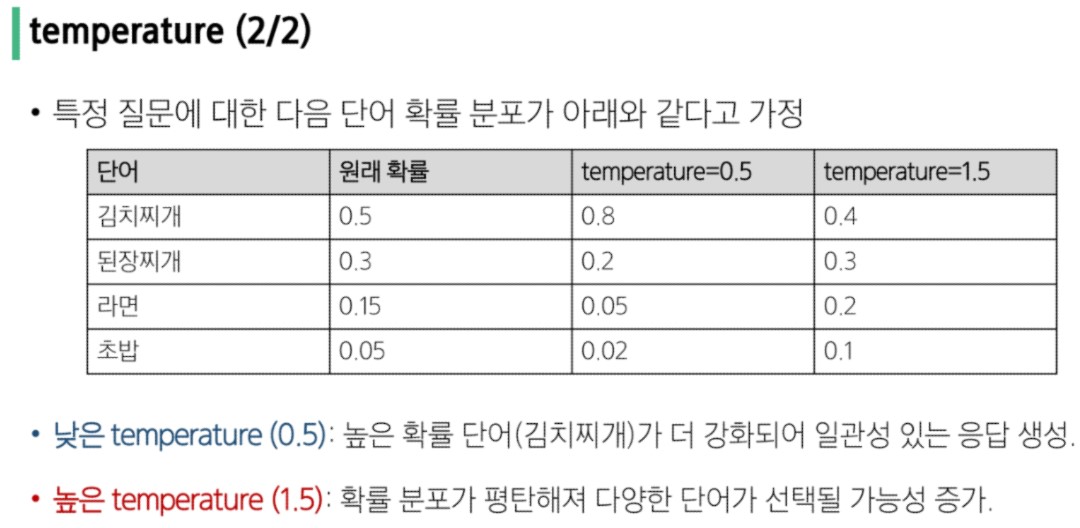 temperature (2/2)
• 특정 질문에 대한 다음 단어 확률 분포가 아래와 같다고 가정
단어 원래 확률 temperature=0.5 temperature=1.5
김치찌개 0.5 0.8 0.4
된장찌개 0.3 0.2 0.3
라면 0.15 0.05 0.2
초밥 0.05 0.02 0.1
• 낮은 temperature (0.5): 높은 확률 단어(김치찌개)가 더 강화되어 일관성 있는 응답 생성.
• 높은 temperature (1.5): 확률 분포가 평탄해져 다양한 단어가 선택될 가능성 증가.